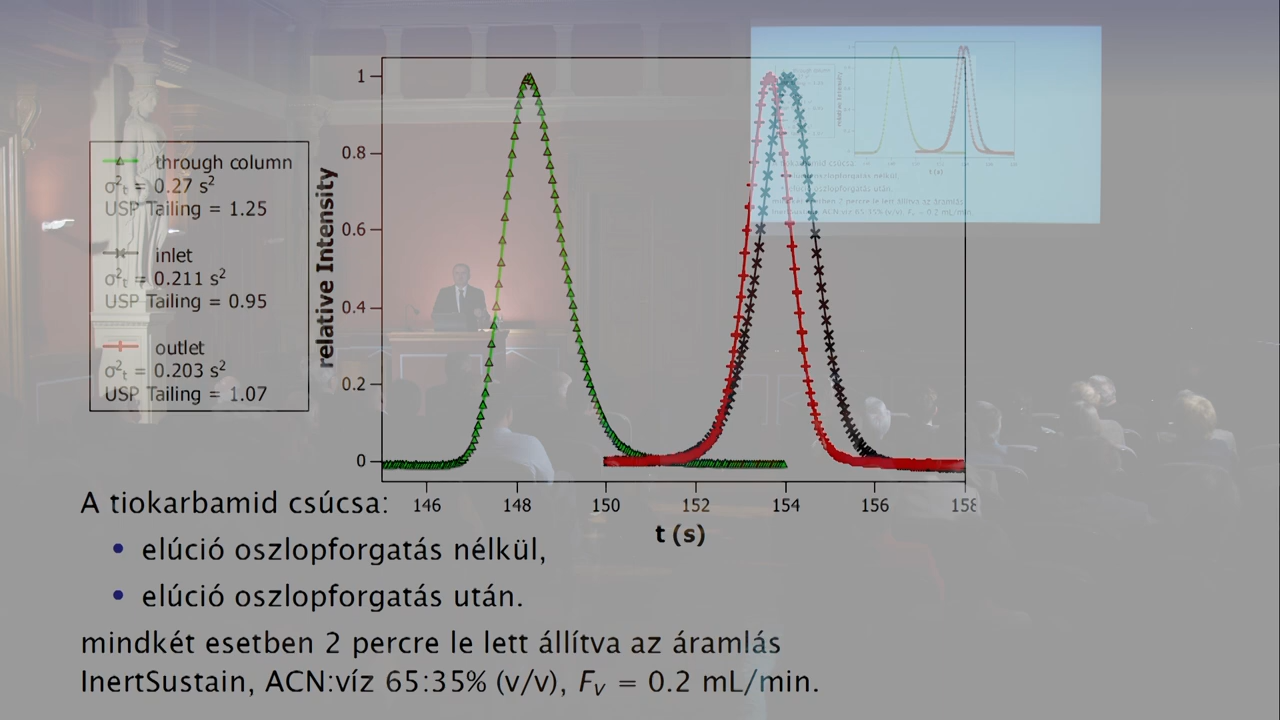 through column
σ²ₜ = 0.27 s²
USP Tailing = 1.25
inlet
σ²ₜ = 0.211 s²
USP Tailing = 0.95
outlet
σ²ₜ = 0.203 s²
USP Tailing = 1.07
relative Intensity
1
0.8
0.6
0.4
0.2
0
146 148 150 152 154 156 158
t (s)
A tiokarbamid csúcsa:
• elúció oszlopforgatás nélkül,
• elúció oszlopforgatás után.
mindkét esetben 2 percre le lett állítva az áramlás
InertSustain, ACN:víz 65:35% (v/v), Fᵥ = 0.2 mL/min.